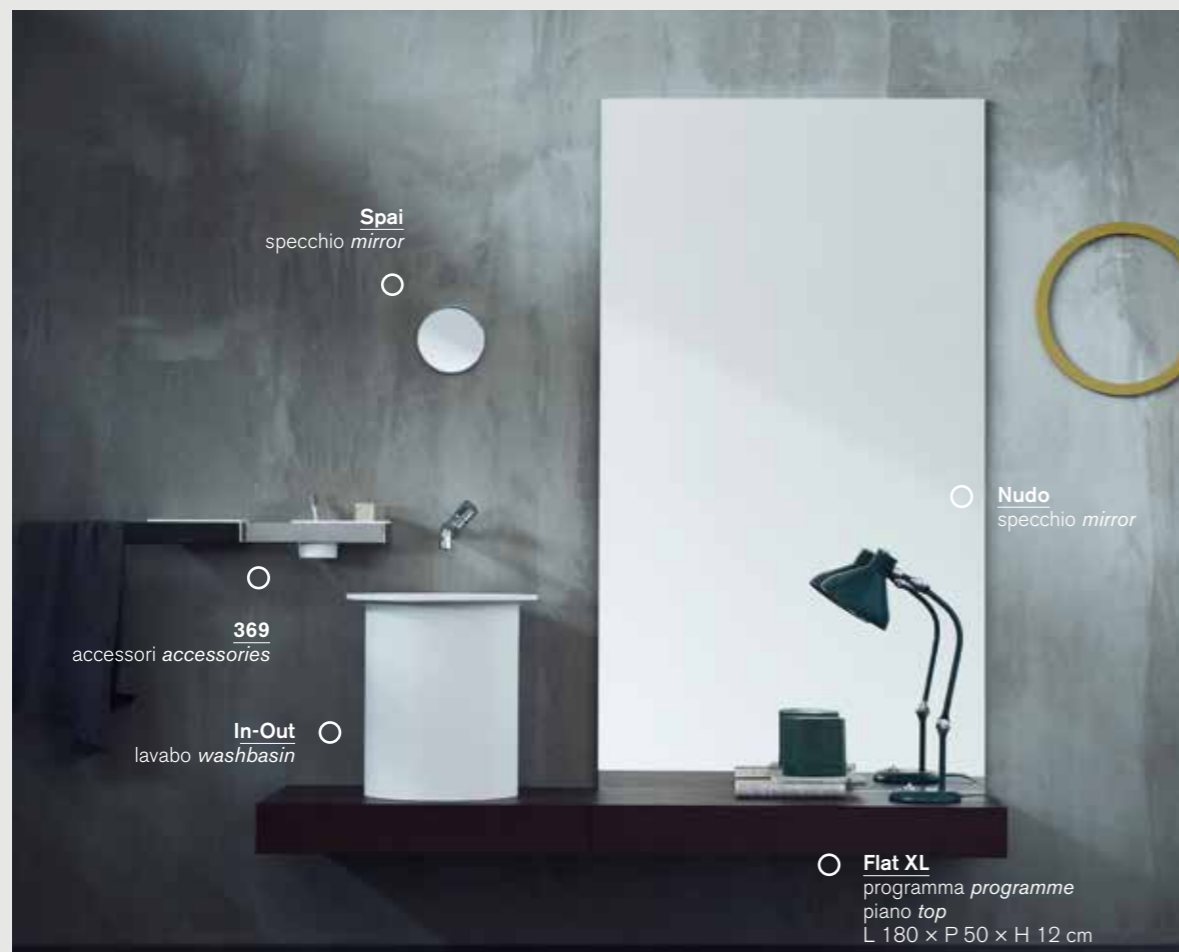 Spai
specchio mirror
Nudo
specchio mirror
369
accessori accessories
In-Out
lavabo washbasin
Flat XL
programma programme
piano top
L 180 × P 50 × H 12 cm